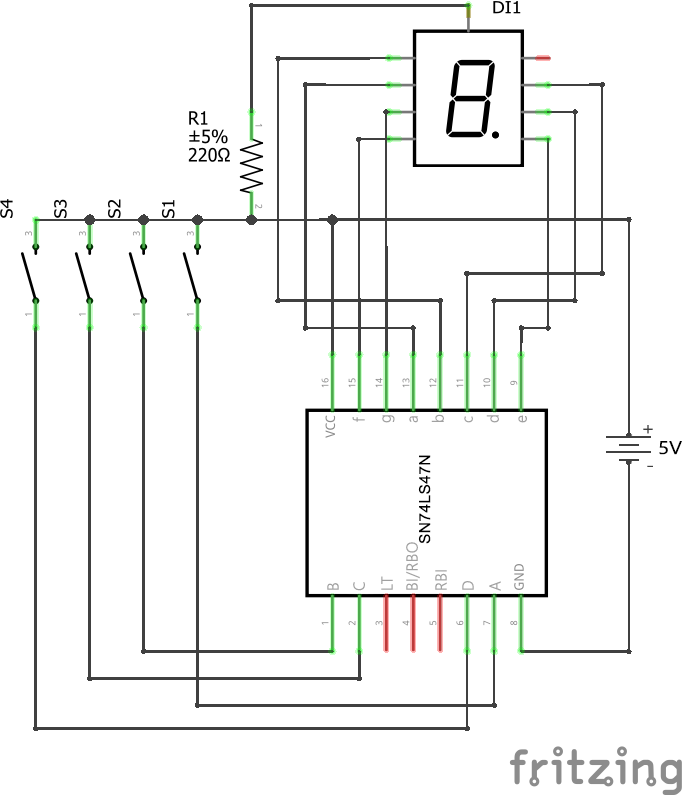 DI1
R1
±5%
220Ω
1
2
S4
S3
S2
S1
3
3
3
3
1
1
1
1
16
15
14
13
12
11
10
9
VCC
f
g
a
b
c
d
e
+
5V
-
SN74LS47N
B
C
LT
BI/RBO
RBI
D
A
GND
1
2
3
4
5
6
7
8
fritzing